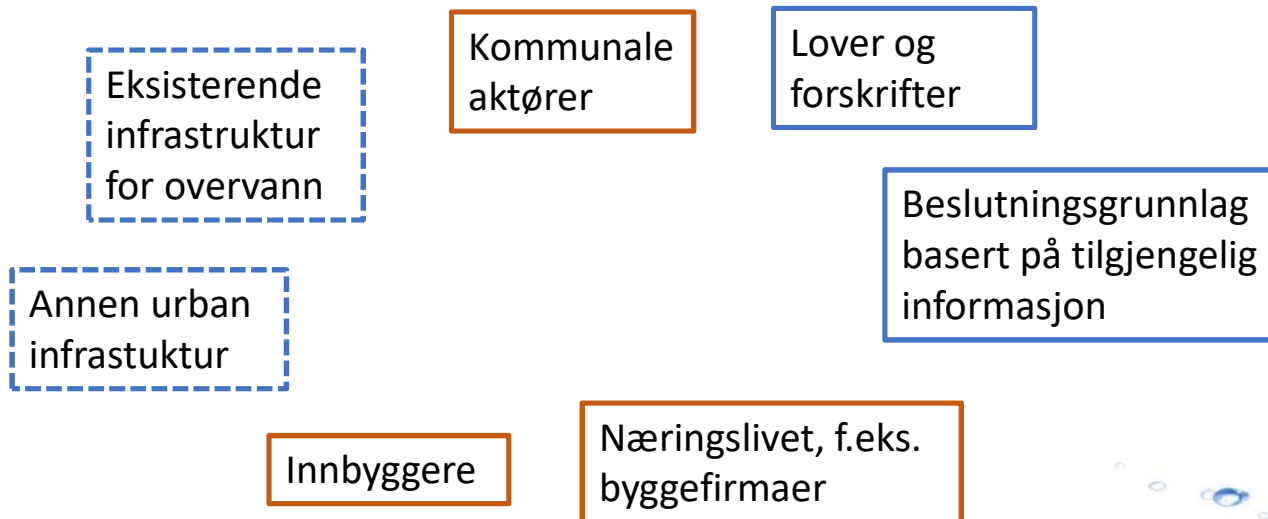 Eksisterende
infrastruktur
for overvann
Kommunale
aktører
Lover og
forskrifter
Beslutningsgrunnlag
basert på tilgjengelig
informasjon
Annen urban
infrastuktur
Innbyggere
Næringslivet, f.eks.
byggefirmaer